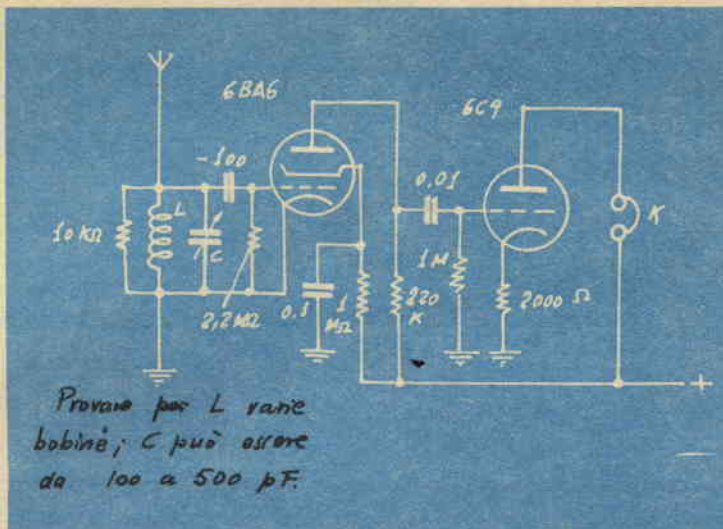 6BA6
6C4
-100
0,01
L
10 KΩ
C
K
2,2 MΩ
0,1
1
MΩ
220
K
1M
2000 Ω
+
Provare per L varie
bobine; C può essere
da 100 a 500 pF.